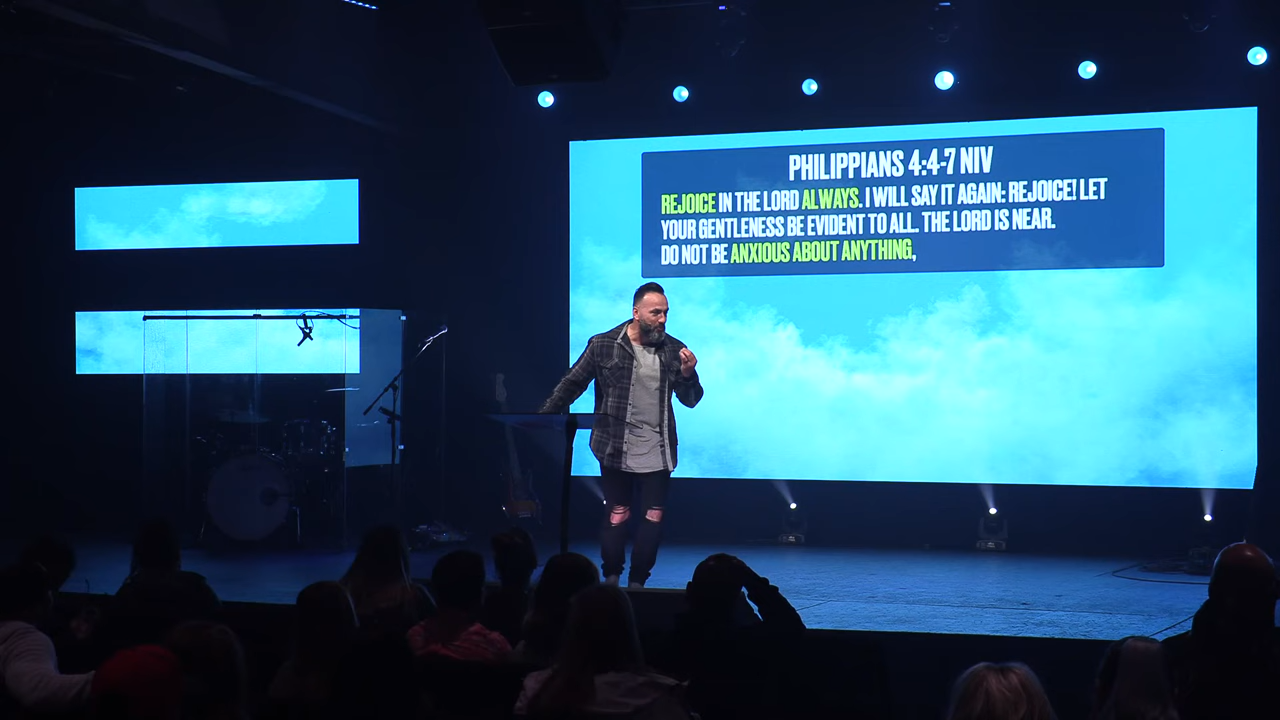 PHILIPPIANS 4:4-7 NIV
REJOICE IN THE LORD ALWAYS. I WILL SAY IT AGAIN: REJOICE! LET
YOUR GENTLENESS BE EVIDENT TO ALL. THE LORD IS NEAR.
DO NOT BE ANXIOUS ABOUT ANYTHING,